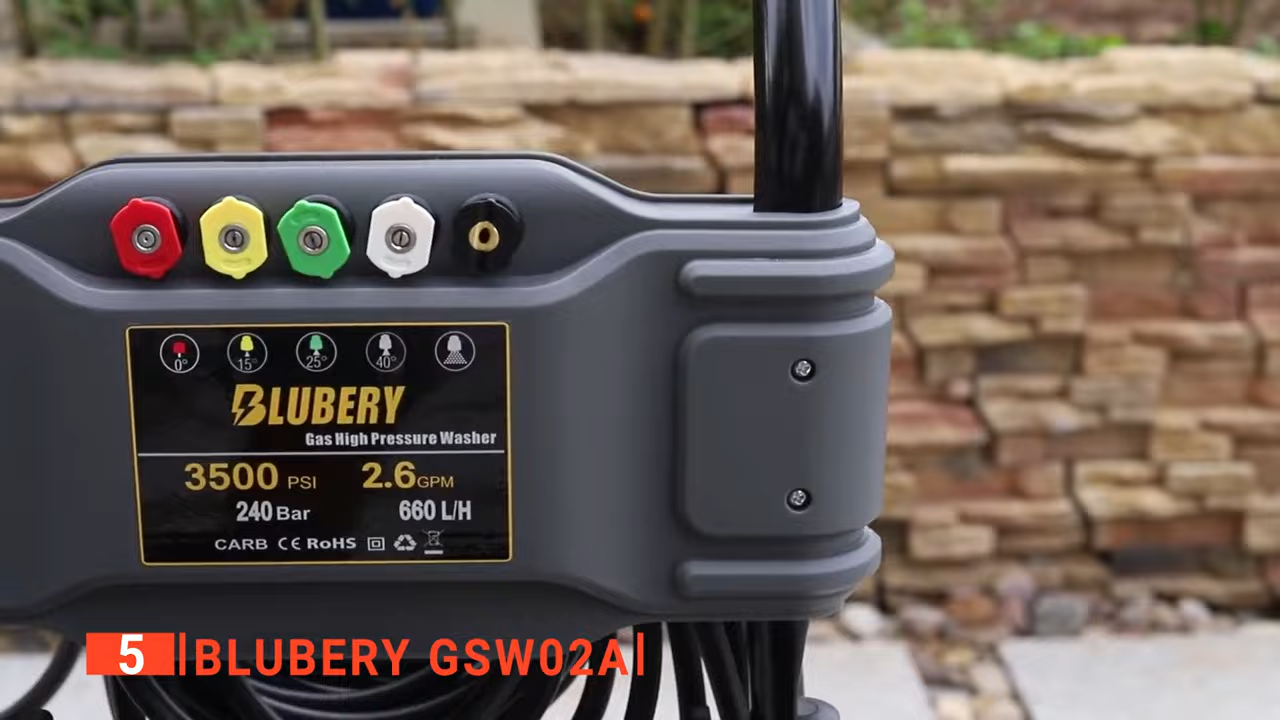 0° 15° 25° 40°
BLUBERY
Gas High Pressure Washer
3500 PSI 2.6 GPM
240 Bar 660 L/H
CARB CE RoHS
5 BLUBERY GSW02A